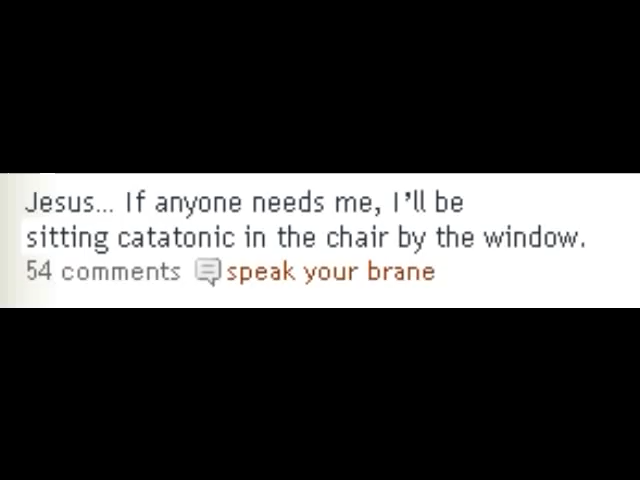 Jesus... If anyone needs me, I'll be
sitting catatonic in the chair by the window.
54 comments speak your brane